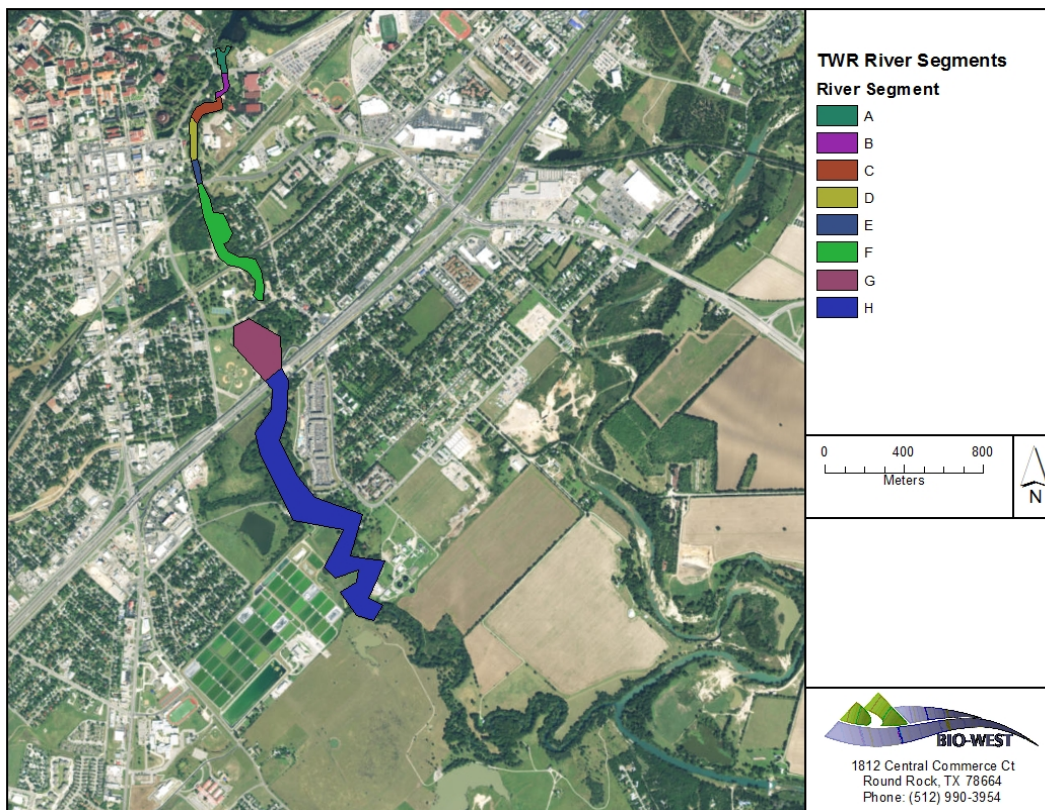 TWR River Segments
River Segment
A
B
C
D
E
F
G
H
0 400 800
Meters
N
BIO-WEST
1812 Central Commerce Ct
Round Rock, TX 78664
Phone: (512) 990-3954